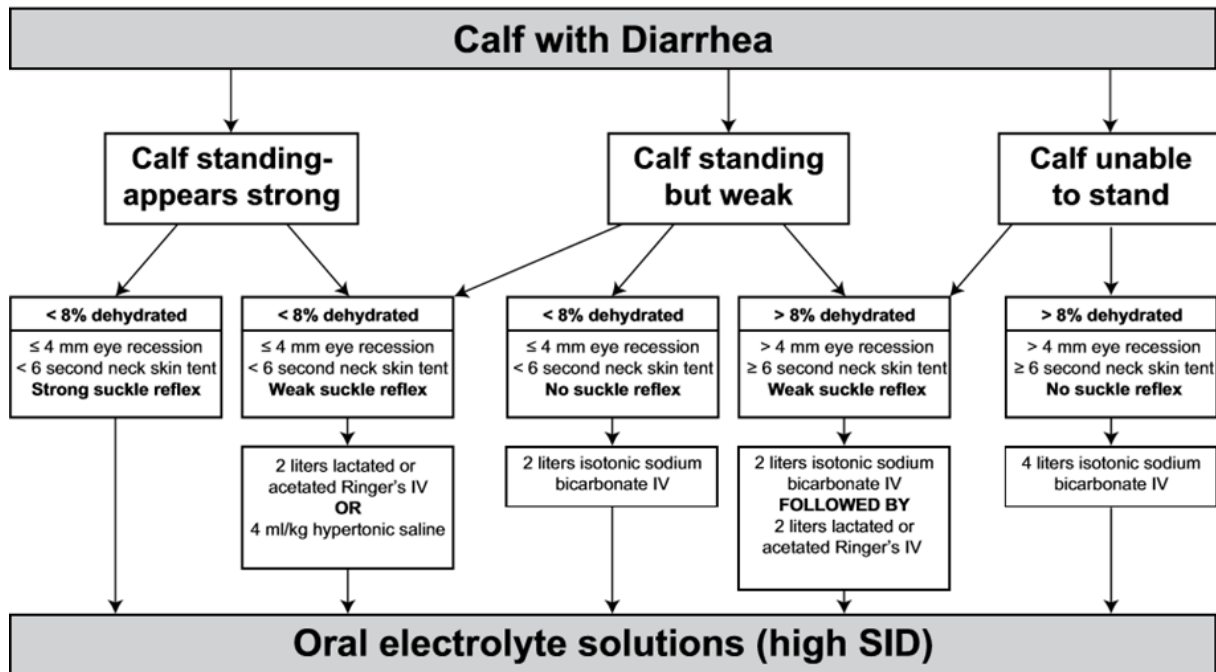 Calf with Diarrhea
Calf standing-
appears strong
Calf standing
but weak
Calf unable
to stand
< 8% dehydrated
≤ 4 mm eye recession
< 6 second neck skin tent
Strong suckle reflex
< 8% dehydrated
≤ 4 mm eye recession
< 6 second neck skin tent
Weak suckle reflex
< 8% dehydrated
≤ 4 mm eye recession
< 6 second neck skin tent
No suckle reflex
> 8% dehydrated
> 4 mm eye recession
≥ 6 second neck skin tent
Weak suckle reflex
> 8% dehydrated
> 4 mm eye recession
≥ 6 second neck skin tent
No suckle reflex
2 liters lactated or
acetated Ringer's IV
OR
4 ml/kg hypertonic saline
2 liters isotonic sodium
bicarbonate IV
2 liters isotonic sodium
bicarbonate IV
FOLLOWED BY
2 liters lactated or
acetated Ringer's IV
4 liters isotonic sodium
bicarbonate IV
Oral electrolyte solutions (high SID)